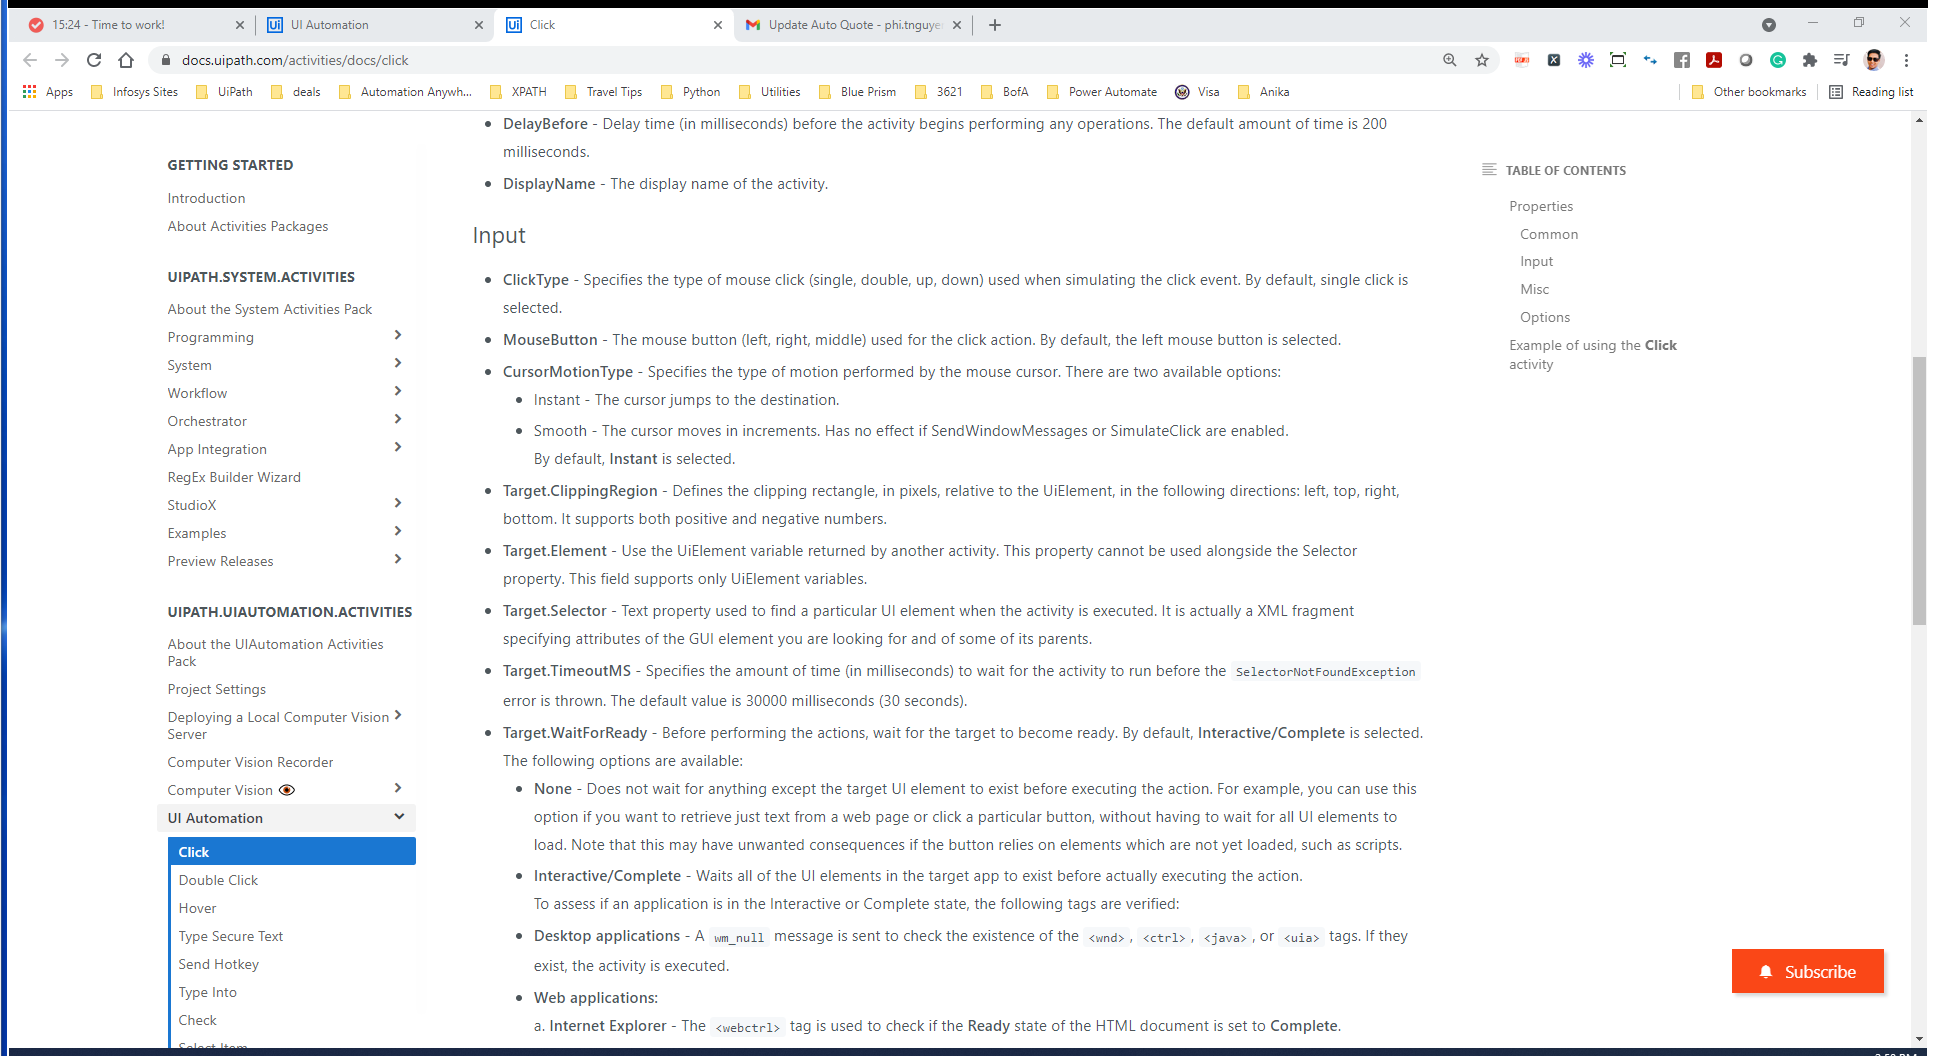 15:24 - Time to work!
UI Automation
Click
Update Auto Quote - phi.tnguye
docs.uipath.com/activities/docs/click
Apps
Infosys Sites
UiPath
deals
Automation Anywh...
XPATH
Travel Tips
Python
Utilities
Blue Prism
3621
BofA
Power Automate
Visa
Anika
Other bookmarks
Reading list
GETTING STARTED
Introduction
About Activities Packages
UIPATH.SYSTEM.ACTIVITIES
About the System Activities Pack
Programming
System
Workflow
Orchestrator
App Integration
RegEx Builder Wizard
StudioX
Examples
Preview Releases
UIPATH.UIAUTOMATION.ACTIVITIES
About the UIAutomation Activities
Pack
Project Settings
Deploying a Local Computer Vision
Server
Computer Vision Recorder
Computer Vision
UI Automation
Click
Double Click
Hover
Type Secure Text
Send Hotkey
Type Into
Check
Select Item
DelayBefore - Delay time (in milliseconds) before the activity begins performing any operations. The default amount of time is 200
milliseconds.
DisplayName - The display name of the activity.
Input
ClickType - Specifies the type of mouse click (single, double, up, down) used when simulating the click event. By default, single click is
selected.
MouseButton - The mouse button (left, right, middle) used for the click action. By default, the left mouse button is selected.
CursorMotionType - Specifies the type of motion performed by the mouse cursor. There are two available options:
Instant - The cursor jumps to the destination.
Smooth - The cursor moves in increments. Has no effect if SendWindowMessages or SimulateClick are enabled.
By default, Instant is selected.
Target.ClippingRegion - Defines the clipping rectangle, in pixels, relative to the UiElement, in the following directions: left, top, right,
bottom. It supports both positive and negative numbers.
Target.Element - Use the UiElement variable returned by another activity. This property cannot be used alongside the Selector
property. This field supports only UiElement variables.
Target.Selector - Text property used to find a particular UI element when the activity is executed. It is actually a XML fragment
specifying attributes of the GUI element you are looking for and of some of its parents.
Target.TimeoutMS - Specifies the amount of time (in milliseconds) to wait for the activity to run before the SelectorNotFoundException
error is thrown. The default value is 30000 milliseconds (30 seconds).
Target.WaitForReady - Before performing the actions, wait for the target to become ready. By default, Interactive/Complete is selected.
The following options are available:
None - Does not wait for anything except the target UI element to exist before executing the action. For example, you can use this
option if you want to retrieve just text from a web page or click a particular button, without having to wait for all UI elements to
load. Note that this may have unwanted consequences if the button relies on elements which are not yet loaded, such as scripts.
Interactive/Complete - Waits all of the UI elements in the target app to exist before actually executing the action.
To assess if an application is in the Interactive or Complete state, the following tags are verified:
Desktop applications - A wm_null message is sent to check the existence of the <wnd>, <ctrl>, <java>, or <uia> tags. If they
exist, the activity is executed.
Web applications:
a. Internet Explorer - The <webctrl> tag is used to check if the Ready state of the HTML document is set to Complete.
TABLE OF CONTENTS
Properties
Common
Input
Misc
Options
Example of using the Click
activity
Subscribe